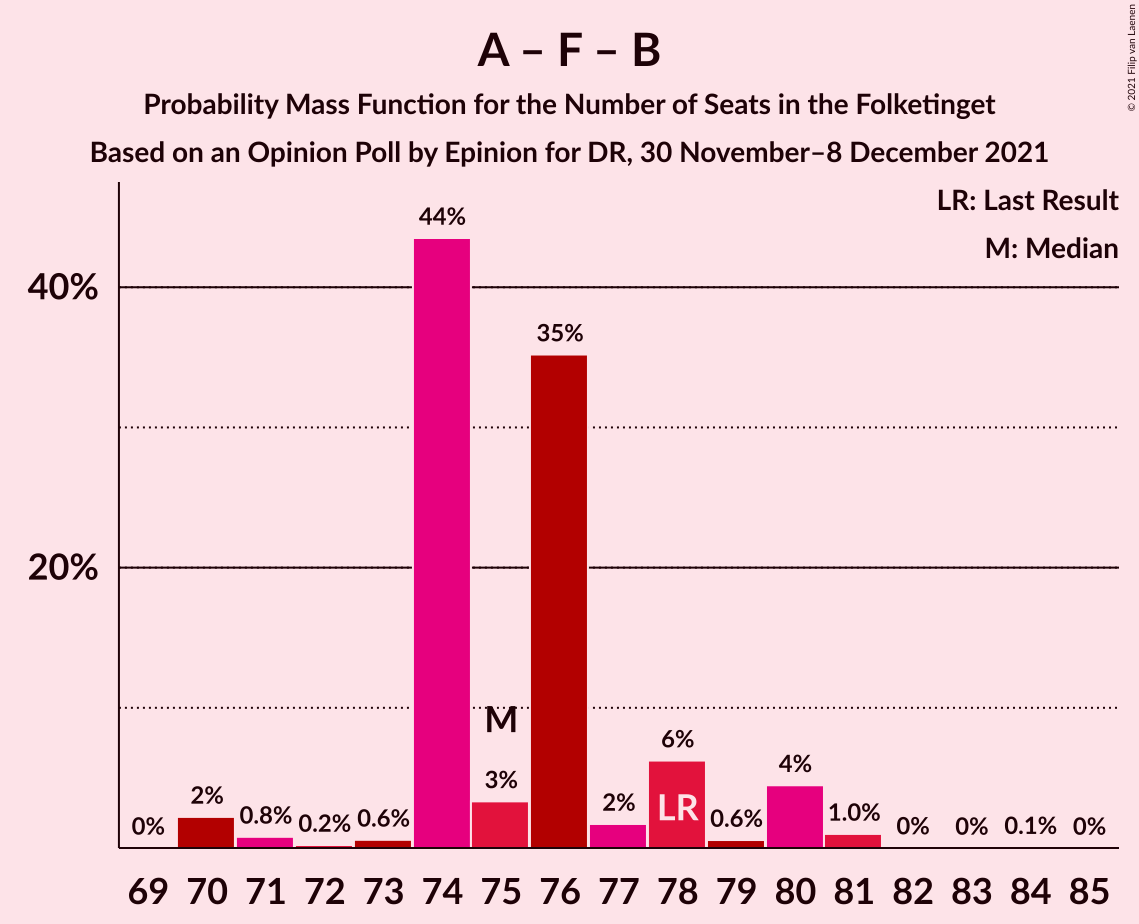 A – F – B
Probability Mass Function for the Number of Seats in the Folketinget
Based on an Opinion Poll by Epinion for DR, 30 November–8 December 2021
© 2021 Filip van Laenen
LR: Last Result
M: Median
40%
20%
0%
2%
0.8%
0.2%
0.6%
44%
3%
M
35%
2%
6%
LR
0.6%
4%
1.0%
0%
0%
0.1%
0%
69 70 71 72 73 74 75 76 77 78 79 80 81 82 83 84 85